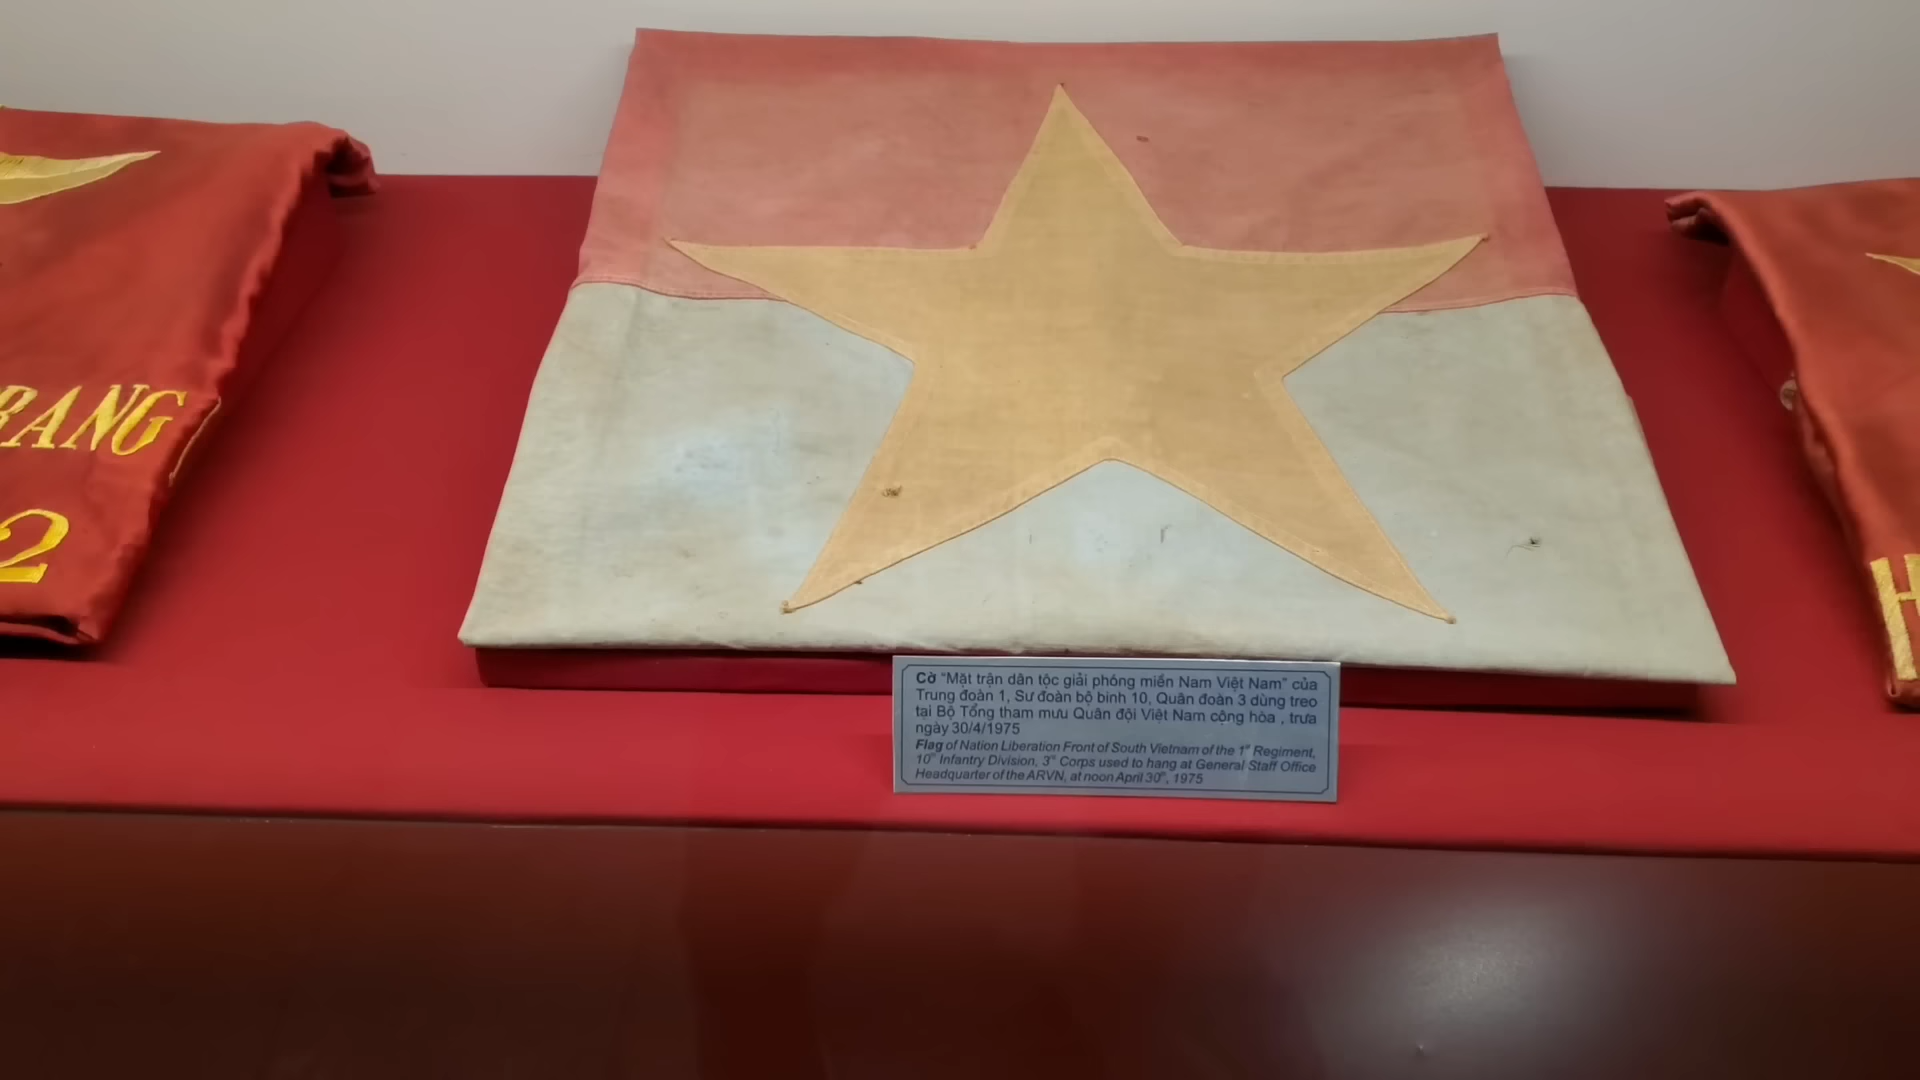 RANG
2
H
Cờ "Mặt trận dân tộc giải phóng miền Nam Việt Nam" của
Trung đoàn 1, Sư đoàn bộ binh 10, Quân đoàn 3 dùng treo
tại Bộ Tổng tham mưu Quân đội Việt Nam cộng hòa , trưa
ngày 30/4/1975
Flag of Nation Liberation Front of South Vietnam of the 1st Regiment,
10th Infantry Division, 3rd Corps used to hang at General Staff Office
Headquarter of the ARVN, at noon April 30th, 1975